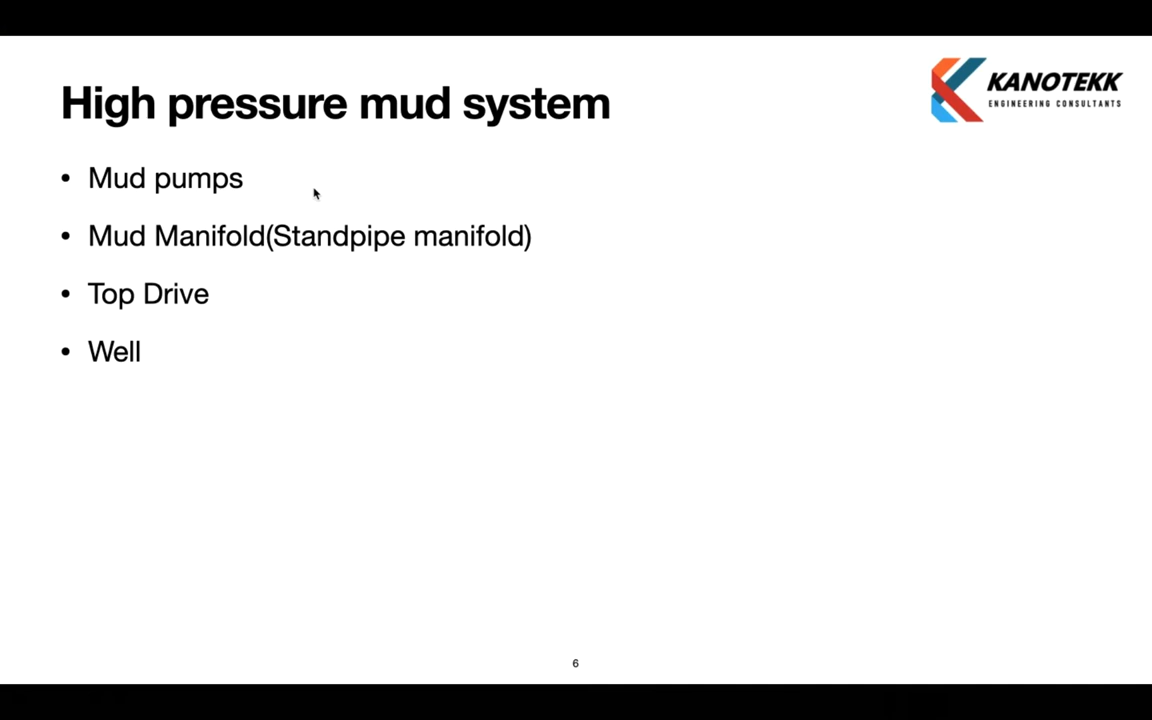 High pressure mud system
KANOTEKK
ENGINEERING CONSULTANTS
• Mud pumps
• Mud Manifold(Standpipe manifold)
• Top Drive
• Well
6